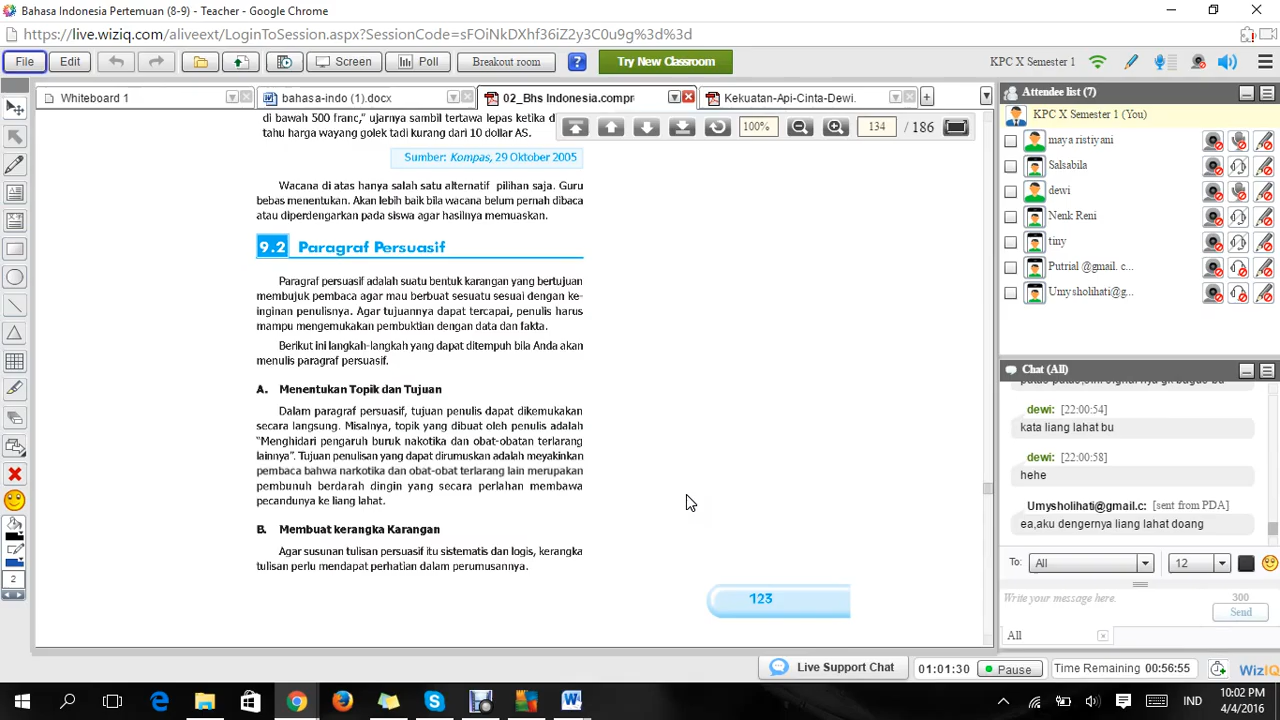 Bahasa Indonesia Pertemuan (8-9) - Teacher - Google Chrome
https://live.wiziq.com/aliveext/LoginToSession.aspx?SessionCode=sFOiNkDXhf36iZ2y3C0u9g%3d%3d
File Edit Screen Poll Breakout room ? Try New Classroom KPC X Semester 1
Whiteboard 1 bahasa-indo (1).docx 02_Bhs Indonesia.compre Kekuatan-Api-Cinta-Dewi.
100% 134 / 186
di bawah 500 franc," ujarnya sambil tertawa lepas ketika d
tahu harga wayang golek tadi kurang dari 10 dollar AS.
Sumber: Kompas, 29 Oktober 2005
Wacana di atas hanya salah satu alternatif pilihan saja. Guru
bebas menentukan. Akan lebih baik bila wacana belum pernah dibaca
atau diperdengarkan pada siswa agar hasilnya memuaskan.
9.2 Paragraf Persuasif
Paragraf persuasif adalah suatu bentuk karangan yang bertujuan
membujuk pembaca agar mau berbuat sesuatu sesuai dengan ke-
inginan penulisnya. Agar tujuannya dapat tercapai, penulis harus
mampu mengemukakan pembuktian dengan data dan fakta.
Berikut ini langkah-langkah yang dapat ditempuh bila Anda akan
menulis paragraf persuasif.
A. Menentukan Topik dan Tujuan
Dalam paragraf persuasif, tujuan penulis dapat dikemukakan
secara langsung. Misalnya, topik yang dibuat oleh penulis adalah
"Menghidari pengaruh buruk nakotika dan obat-obatan terlarang
lainnya". Tujuan penulisan yang dapat dirumuskan adalah meyakinkan
pembaca bahwa narkotika dan obat-obat terlarang lain merupakan
pembunuh berdarah dingin yang secara perlahan membawa
pecandunya ke liang lahat.
B. Membuat kerangka Karangan
Agar susunan tulisan persuasif itu sistematis dan logis, kerangka
tulisan perlu mendapat perhatian dalam perumusannya.
123
2
Attendee list (7)
KPC X Semester 1 (You)
maya ristiyani
Salsabila
dewi
Nenk Reni
tiny
Putrial @gmail. c...
Umysholihati@g...
Chat (All)
dewi: [22:00:54]
kata liang lahat bu
dewi: [22:00:58]
hehe
Umysholihati@gmail.c: [sent from PDA]
ea,aku dengernya liang lahat doang
To: All 12
Write your message here. 300
Send
All
Live Support Chat 01:01:30 Pause Time Remaining 00:56:55 WizIQ
IND 10:02 PM
4/4/2016